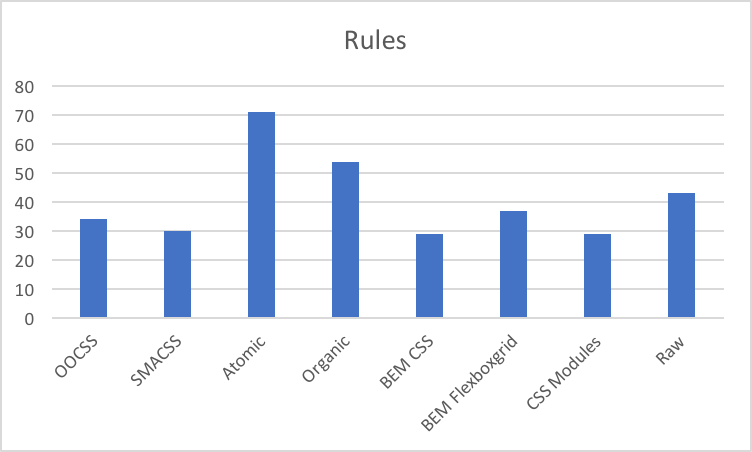 Rules
80
70
60
50
40
30
20
10
0
OOCSS
SMACSS
Atomic
Organic
BEM CSS
BEM Flexboxgrid
CSS Modules
Raw